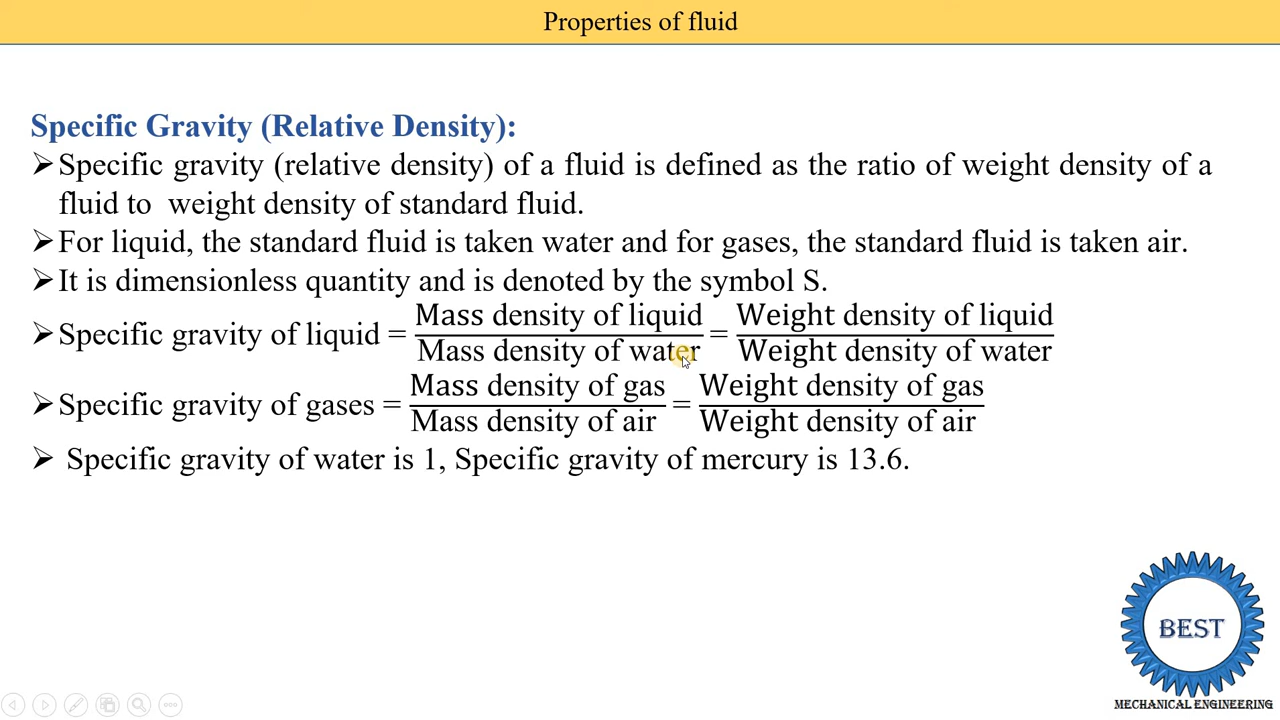 Properties of fluid
Specific Gravity (Relative Density):
➢Specific gravity (relative density) of a fluid is defined as the ratio of weight density of a
fluid to weight density of standard fluid.
➢For liquid, the standard fluid is taken water and for gases, the standard fluid is taken air.
➢It is dimensionless quantity and is denoted by the symbol S.
➢Specific gravity of liquid = Mass density of liquid / Mass density of water = Weight density of liquid / Weight density of water
➢Specific gravity of gases = Mass density of gas / Mass density of air = Weight density of gas / Weight density of air
➢ Specific gravity of water is 1, Specific gravity of mercury is 13.6.
BEST
MECHANICAL ENGINEERING